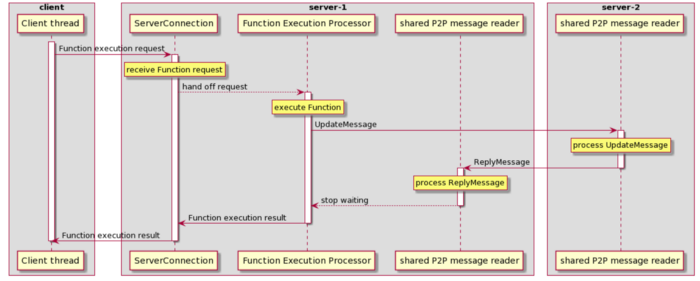 client
server-1
server-2
Client thread
ServerConnection
Function Execution Processor
shared P2P message reader
shared P2P message reader
Function execution request
receive Function request
hand off request
execute Function
UpdateMessage
process UpdateMessage
ReplyMessage
process ReplyMessage
stop waiting
Function execution result
Function execution result
Client thread
ServerConnection
Function Execution Processor
shared P2P message reader
shared P2P message reader